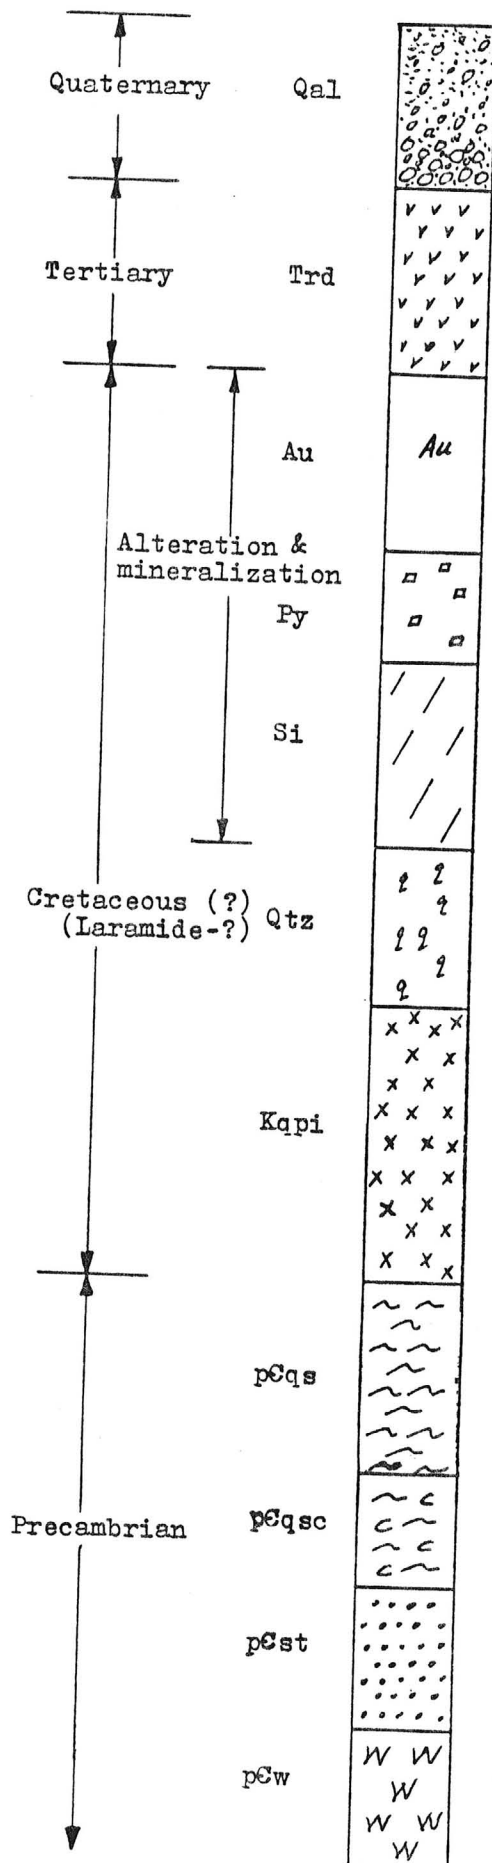 Quaternary Qal
Tertiary Trd
Au Au
Alteration &
mineralization
Py
Si
Cretaceous (?)
(Laramide-?) Qtz
q q
q
q q
q
q
x x x x
x x
x x
x x x
x x x
x x x
x x
x x
x x x
Kqpi
p€qs
Precambrian p€qsc
c
c
c
c
p€st
p€w
W W
W
W W
W